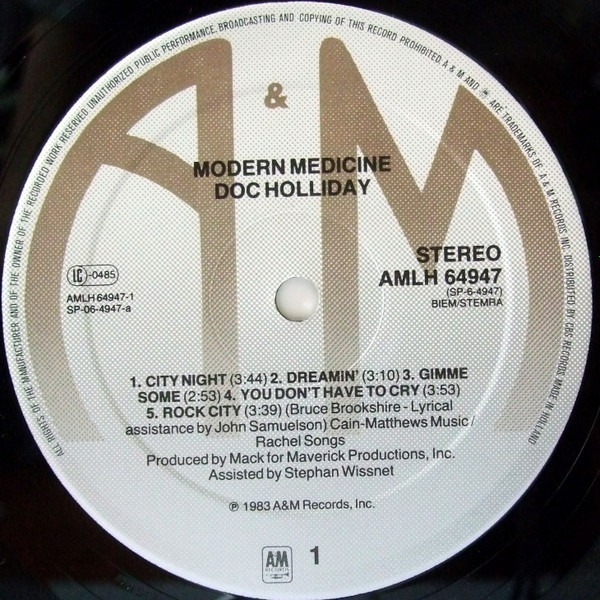 ALL RIGHTS OF THE MANUFACTURER AND OF THE OWNER OF THE RECORDED WORK RESERVED UNAUTHORIZED PUBLIC PERFORMANCE, BROADCASTING AND COPYING OF THIS RECORD PROHIBITED A & M AND ARE TRADEMARKS OF A & M RECORDS INC. DISTRIBUTED BY CBS RECORDS. MADE IN HOLLAND
A & M
MODERN MEDICINE
DOC HOLLIDAY
LC-0485
AMLH 64947-1
SP-06-4947-a
STEREO
AMLH 64947
(SP-6-4947)
BIEM/STEMRA
1. CITY NIGHT (3:44) 2. DREAMIN' (3:10) 3. GIMME
SOME (2:53) 4. YOU DON'T HAVE TO CRY (3:53)
5. ROCK CITY (3:39) (Bruce Brookshire - Lyrical
assistance by John Samuelson) Cain-Matthews Music /
Rachel Songs
Produced by Mack for Maverick Productions, Inc.
Assisted by Stephan Wissnet
℗ 1983 A&M Records, Inc.
A&M
RECORDS
1